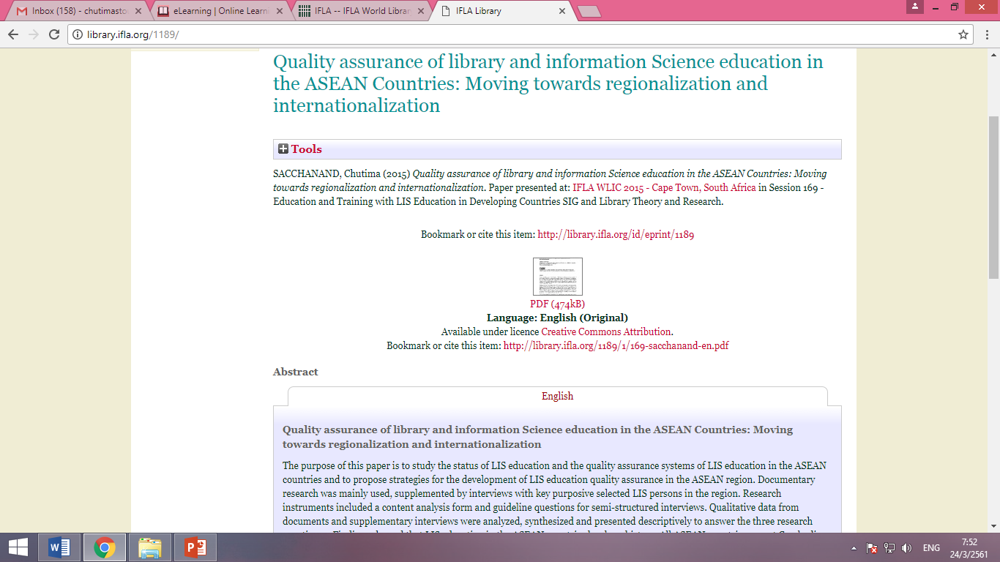 Inbox (158) - chutimasto
eLearning | Online Learni
IFLA -- IFLA World Librar
IFLA Library
library.ifla.org/1189/
Quality assurance of library and information Science education in
the ASEAN Countries: Moving towards regionalization and
internationalization
Tools
SACCHANAND, Chutima (2015) Quality assurance of library and information Science education in the ASEAN Countries: Moving
towards regionalization and internationalization. Paper presented at: IFLA WLIC 2015 - Cape Town, South Africa in Session 169 -
Education and Training with LIS Education in Developing Countries SIG and Library Theory and Research.
Bookmark or cite this item: http://library.ifla.org/id/eprint/1189
PDF (474kB)
Language: English (Original)
Available under licence Creative Commons Attribution.
Bookmark or cite this item: http://library.ifla.org/1189/1/169-sacchanand-en.pdf
Abstract
English
Quality assurance of library and information Science education in the ASEAN Countries: Moving
towards regionalization and internationalization
The purpose of this paper is to study the status of LIS education and the quality assurance systems of LIS education in the ASEAN
countries and to propose strategies for the development of LIS education quality assurance in the ASEAN region. Documentary
research was mainly used, supplemented by interviews with key purposive selected LIS persons in the region. Research
instruments included a content analysis form and guideline questions for semi-structured interviews. Qualitative data from
documents and supplementary interviews were analyzed, synthesized and presented descriptively to answer the three research
ENG
7:52
24/3/2561